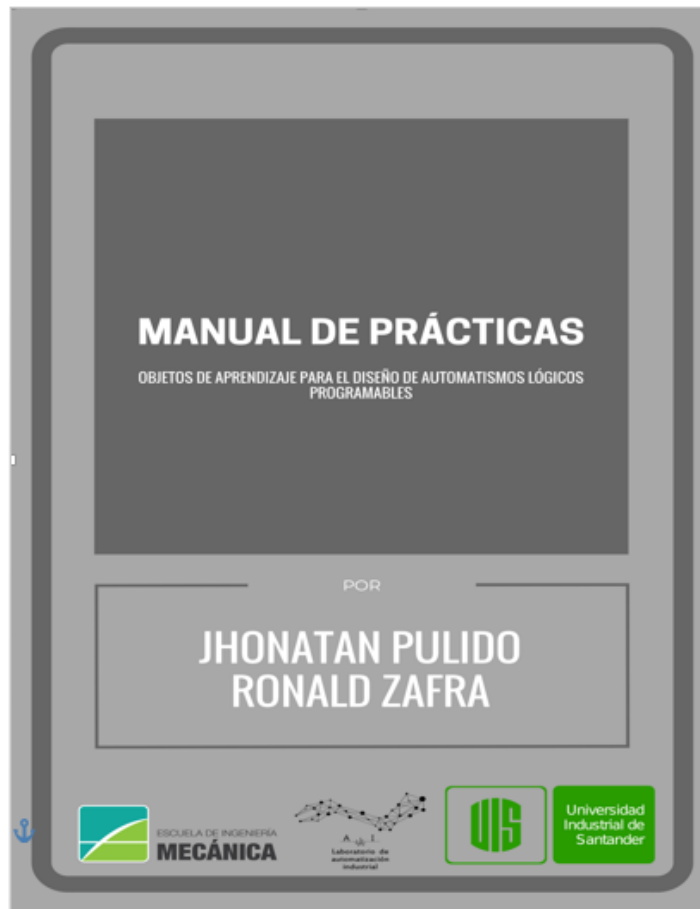 MANUAL DE PRÁCTICAS
OBJETOS DE APRENDIZAJE PARA EL DISEÑO DE AUTOMATISMOS LÓGICOS
PROGRAMABLES
POR
JHONATAN PULIDO
RONALD ZAFRA
ESCUELA DE INGENIERÍA
MECÁNICA
Laboratorio de
automatización
industrial
UIS
Universidad
Industrial de
Santander